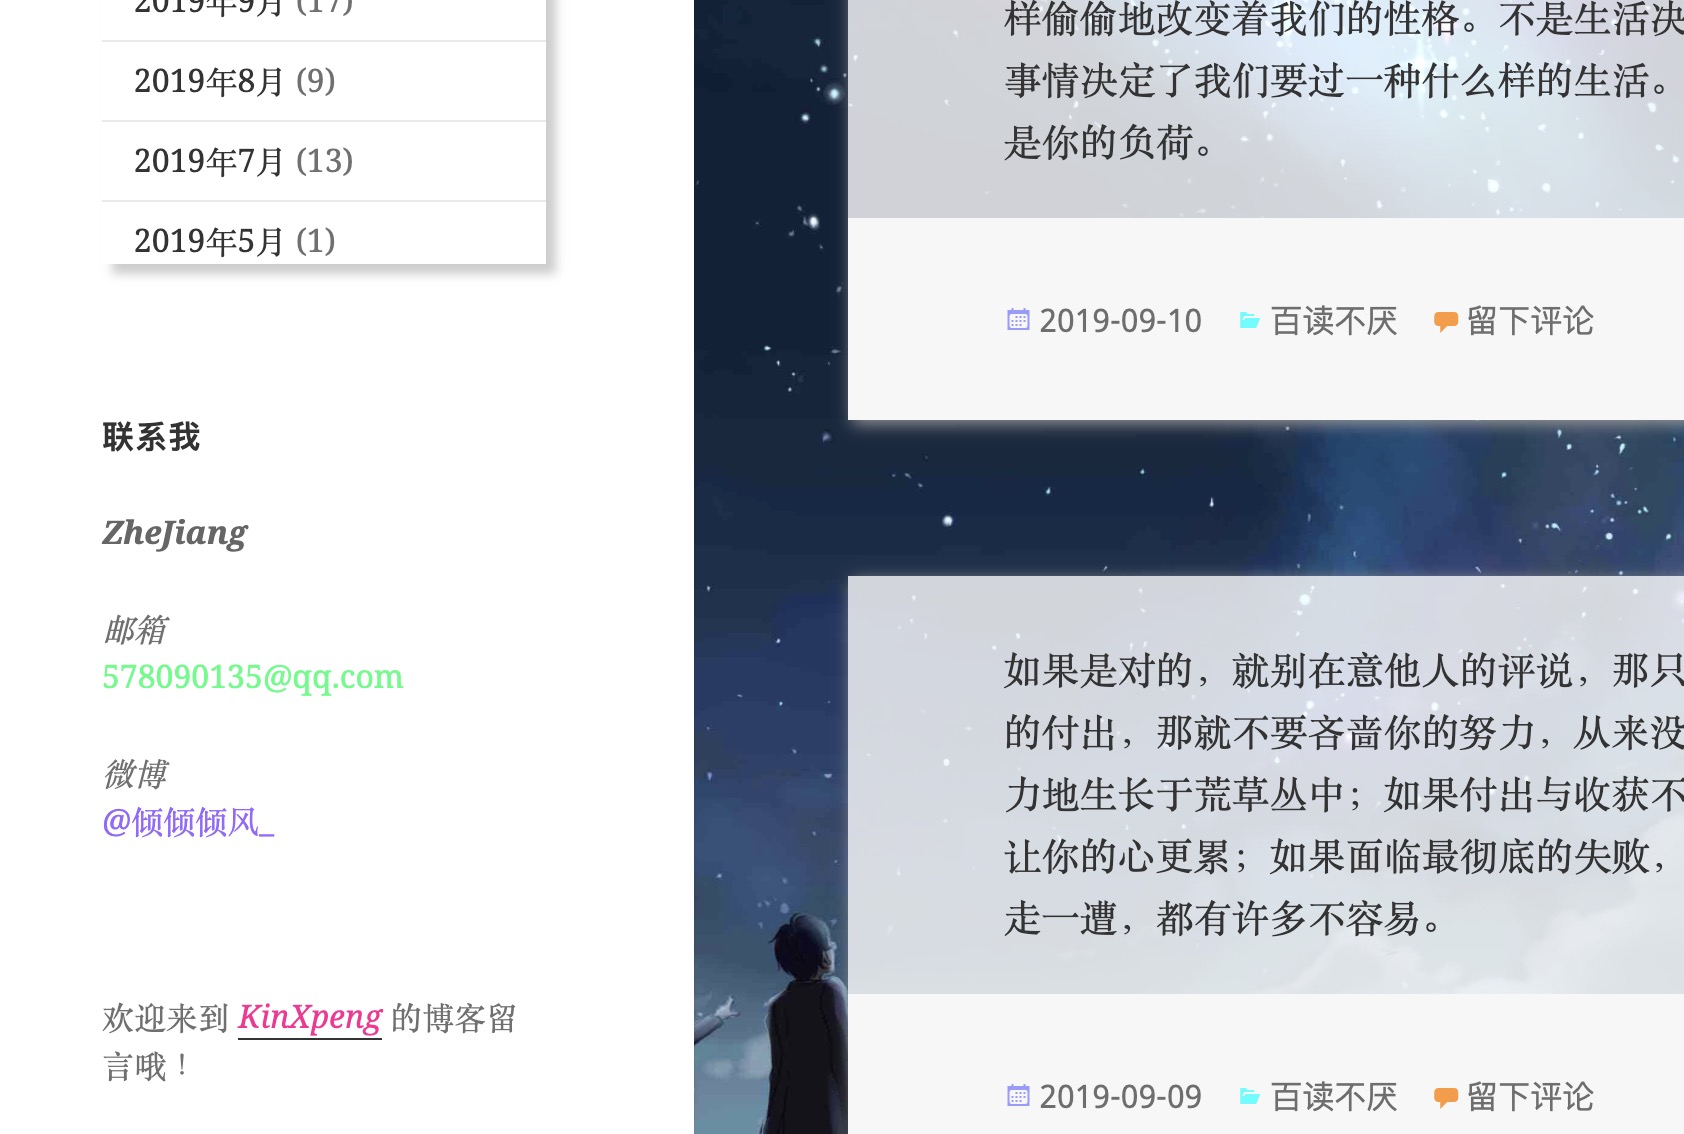 2019年9月 (17)
2019年8月 (9)
2019年7月 (13)
2019年5月 (1)
联系我
ZheJiang
邮箱
578090135@qq.com
微博
@倾倾倾风_
欢迎来到 KinXpeng 的博客留
言哦！
样偷偷地改变着我们的性格。不是生活决
事情决定了我们要过一种什么样的生活。
是你的负荷。
2019-09-10 百读不厌 留下评论
如果是对的，就别在意他人的评说，那只
的付出，那就不要吝啬你的努力，从来没
力地生长于荒草丛中；如果付出与收获不
让你的心更累；如果面临最彻底的失败，
走一遭，都有许多不容易。
2019-09-09 百读不厌 留下评论